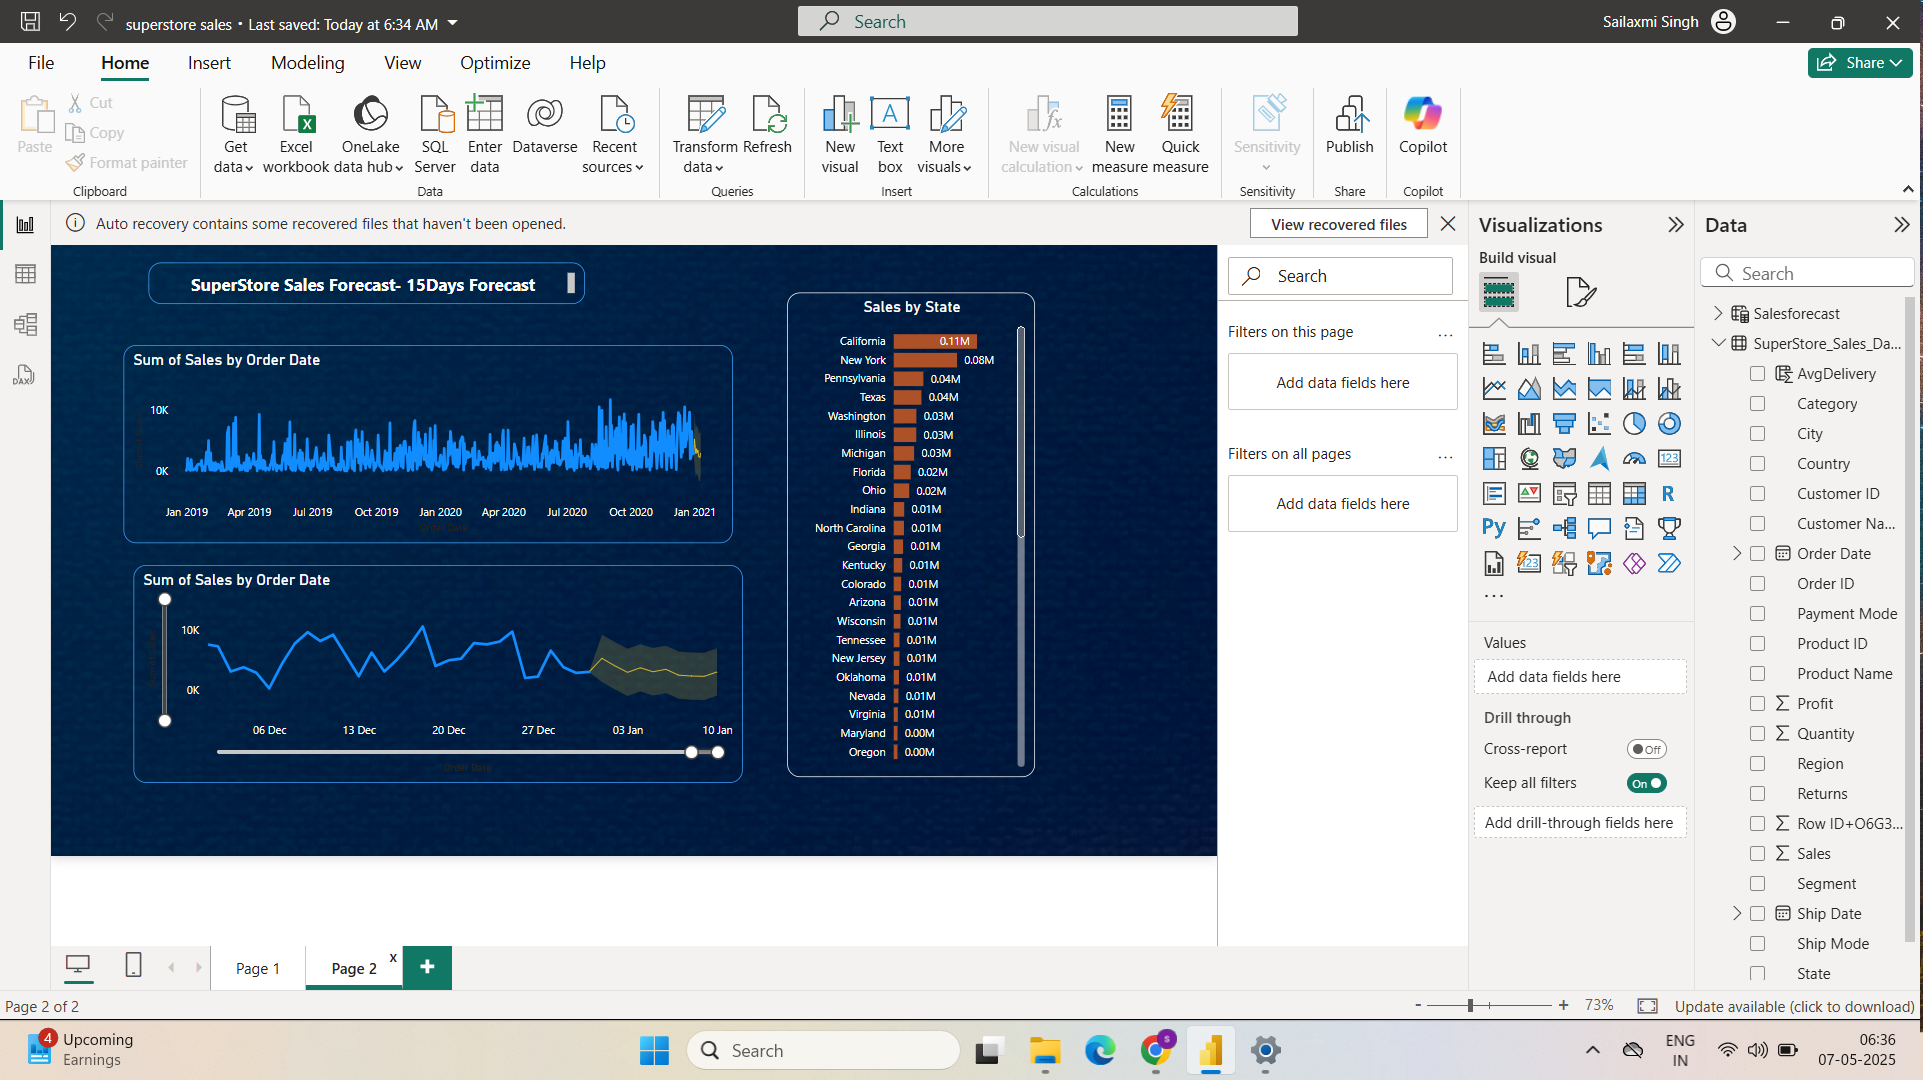 superstore sales • Last saved: Today at 6:34 AM
Search
Sailaxmi Singh
File
Home
Insert
Modeling
View
Optimize
Help
Share
Paste
Cut
Copy
Format painter
Clipboard
Get data
Excel workbook
OneLake data hub
SQL Server
Enter data
Dataverse
Recent sources
Data
Transform data
Refresh
Queries
New visual
Text box
More visuals
Insert
New visual calculation
New measure
Quick measure
Calculations
Sensitivity
Sensitivity
Publish
Share
Copilot
Copilot
Auto recovery contains some recovered files that haven't been opened.
View recovered files
SuperStore Sales Forecast- 15Days Forecast
Sum of Sales by Order Date
10K
0K
Jan 2019
Apr 2019
Jul 2019
Oct 2019
Jan 2020
Apr 2020
Jul 2020
Oct 2020
Jan 2021
Order Date
Sum of Sales by Order Date
10K
0K
06 Dec
13 Dec
20 Dec
27 Dec
03 Jan
10 Jan
Order Date
Sales by State
California 0.11M
New York 0.08M
Pennsylvania 0.04M
Texas 0.04M
Washington 0.03M
Illinois 0.03M
Michigan 0.03M
Florida 0.02M
Ohio 0.02M
Indiana 0.01M
North Carolina 0.01M
Georgia 0.01M
Kentucky 0.01M
Colorado 0.01M
Arizona 0.01M
Wisconsin 0.01M
Tennessee 0.01M
New Jersey 0.01M
Oklahoma 0.01M
Nevada 0.01M
Virginia 0.01M
Maryland 0.00M
Oregon 0.00M
Search
Filters on this page
...
Add data fields here
Filters on all pages
...
Add data fields here
Visualizations
Build visual
123
R
Py
123
...
Values
Add data fields here
Drill through
Cross-report
Off
Keep all filters
On
Add drill-through fields here
Data
Search
Salesforecast
SuperStore_Sales_Da...
AvgDelivery
Category
City
Country
Customer ID
Customer Na...
Order Date
Order ID
Payment Mode
Product ID
Product Name
Profit
Quantity
Region
Returns
Row ID+O6G3...
Sales
Segment
Ship Date
Ship Mode
State
Page 1
Page 2
x
+
Page 2 of 2
- + 73%
Update available (click to download)
4
Upcoming
Earnings
Search
ENG
IN
06:36
07-05-2025